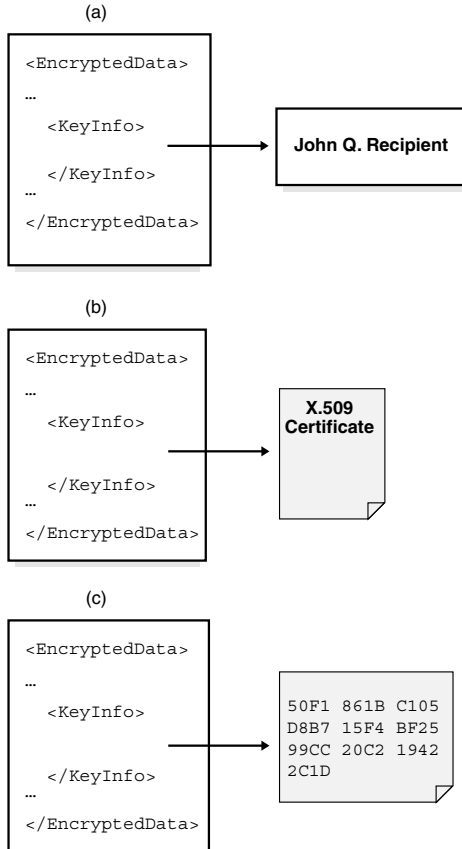 (a)
<EncryptedData>
…
<KeyInfo>
John Q. Recipient
</KeyInfo>
…
</EncryptedData>
(b)
<EncryptedData>
…
<KeyInfo>
X.509
Certificate
</KeyInfo>
…
</EncryptedData>
(c)
<EncryptedData>
…
<KeyInfo>
50F1 861B C105
D8B7 15F4 BF25
99CC 20C2 1942
2C1D
</KeyInfo>
…
</EncryptedData>